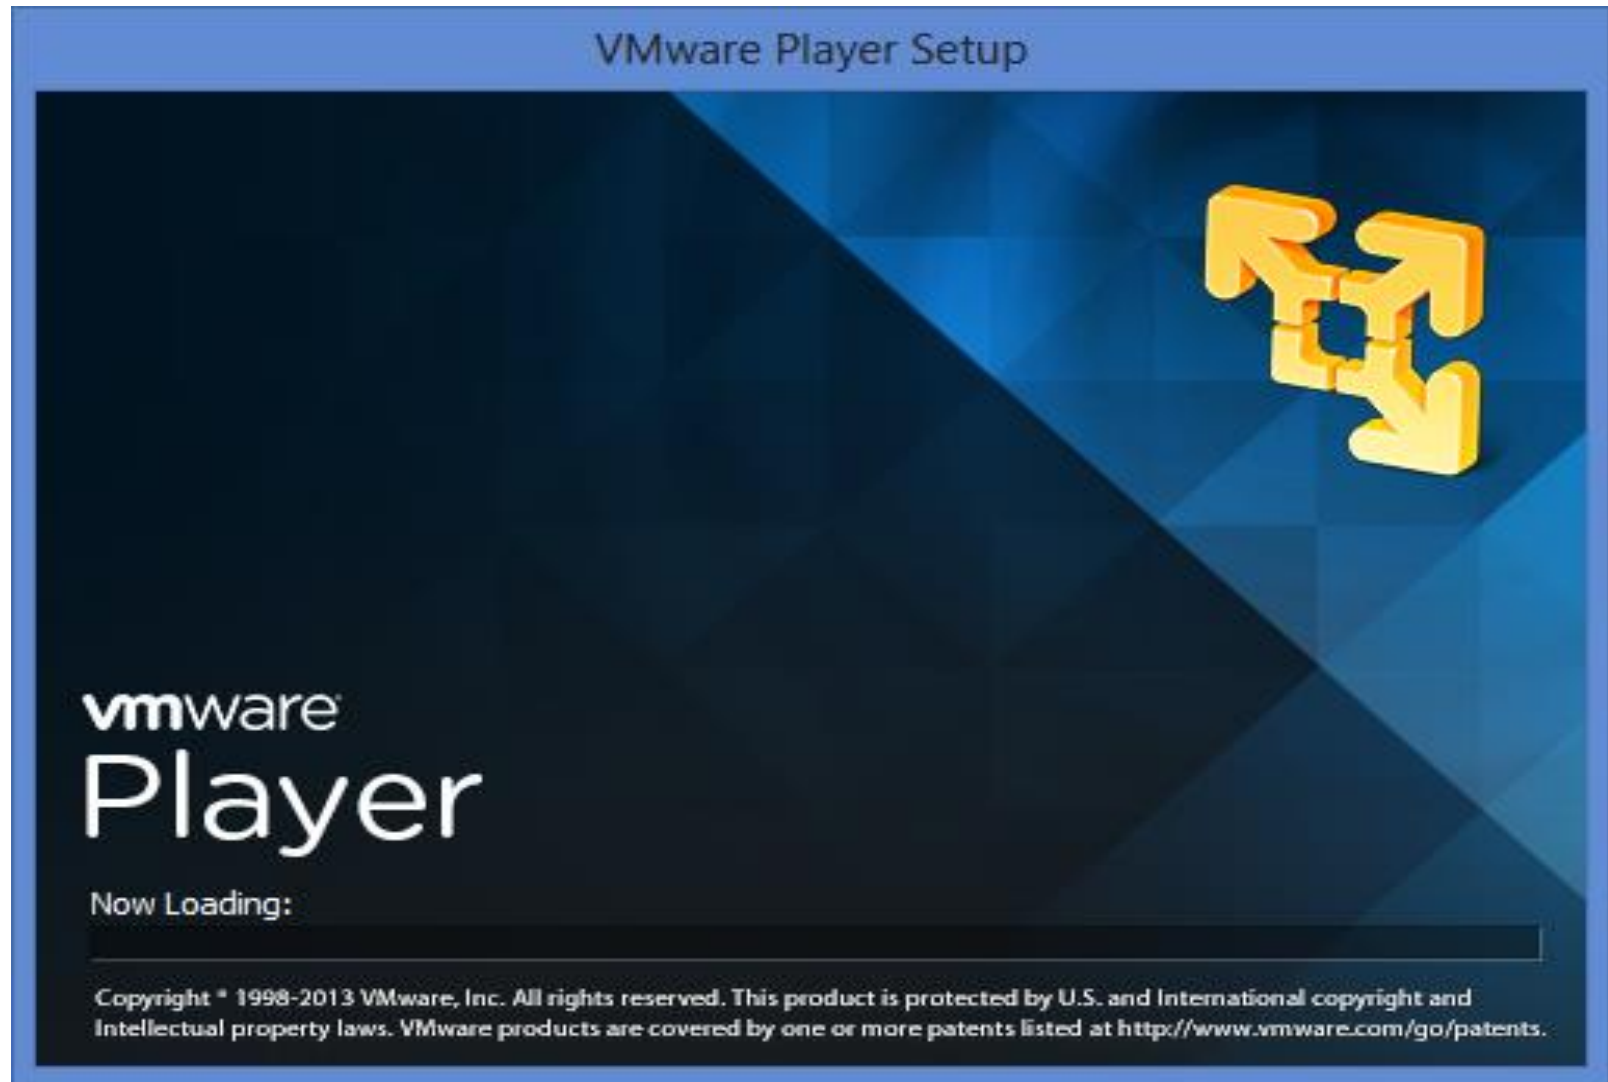 VMware Player Setup
vmware
Player
Now Loading:
Copyright © 1998-2013 VMware, Inc. All rights reserved. This product is protected by U.S. and International copyright and
Intellectual property laws. VMware products are covered by one or more patents listed at http://www.vmware.com/go/patents.